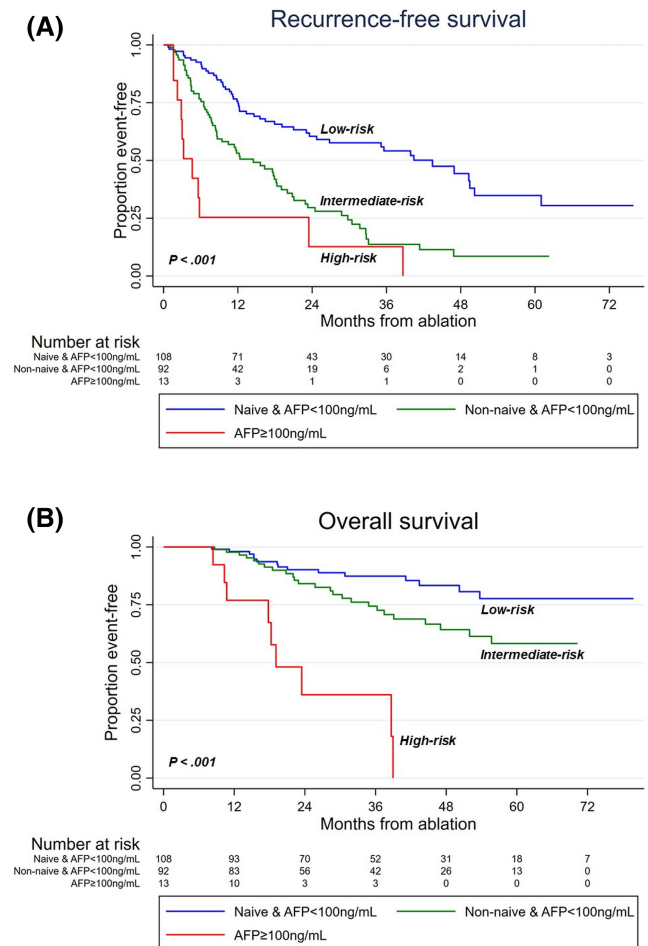 (A)
Recurrence-free survival
Proportion event-free
1.00
0.75
0.50
0.25
0.00
Low-risk
Intermediate-risk
High-risk
P < .001
0 12 24 36 48 60 72
Months from ablation
Number at risk
Naive & AFP<100ng/mL 108 71 43 30 14 8 3
Non-naive & AFP<100ng/mL 92 42 19 6 2 1 0
AFP≥100ng/mL 13 3 1 1 0 0 0
Naive & AFP<100ng/mL Non-naive & AFP<100ng/mL
AFP≥100ng/mL
(B)
Overall survival
Proportion event-free
1.00
0.75
0.50
0.25
0.00
Low-risk
Intermediate-risk
High-risk
P < .001
0 12 24 36 48 60 72
Months from ablation
Number at risk
Naive & AFP<100ng/mL 108 93 70 52 31 18 7
Non-naive & AFP<100ng/mL 92 83 56 42 26 13 0
AFP≥100ng/mL 13 10 3 3 0 0 0
Naive & AFP<100ng/mL Non-naive & AFP<100ng/mL
AFP≥100ng/mL